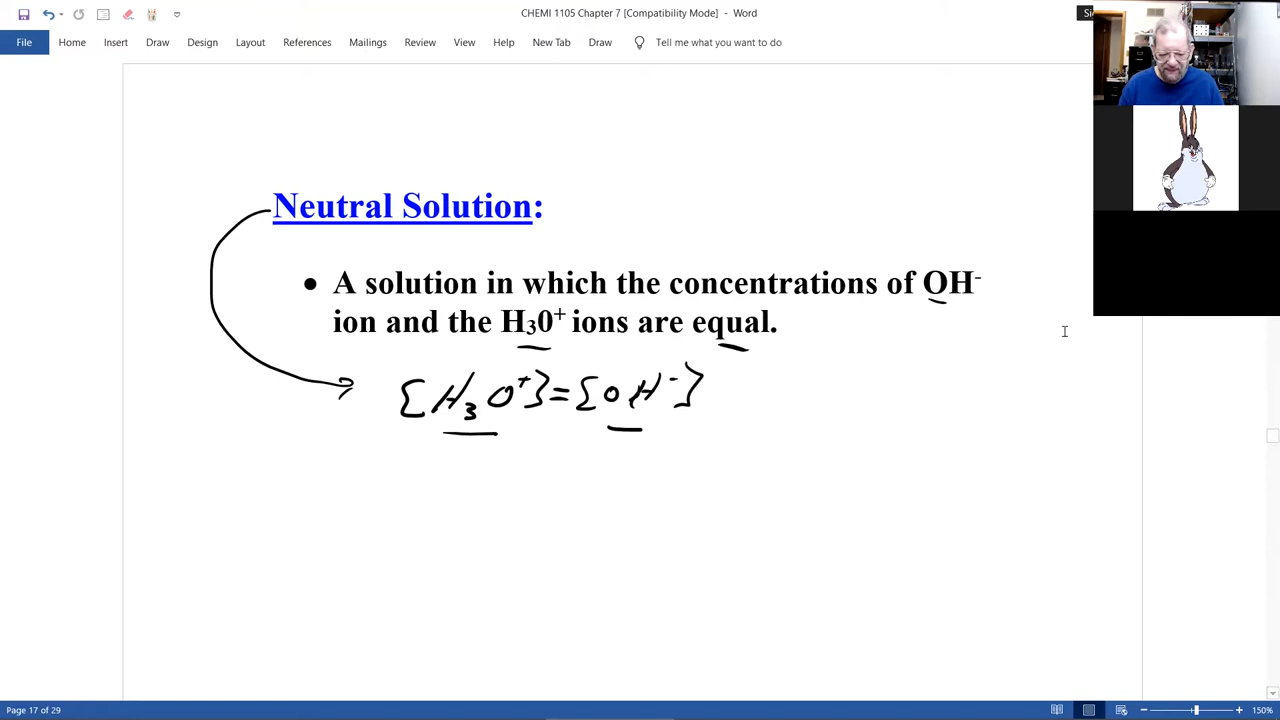 CHEMI 1105 Chapter 7 [Compatibility Mode] - Word
File Home Insert Draw Design Layout References Mailings Review View Help New Tab Draw Tell me what you want to do
Neutral Solution:
• A solution in which the concentrations of OH⁻
ion and the H₃0⁺ ions are equal.
[H₃O⁺]=[OH⁻]
Page 17 of 29
150%